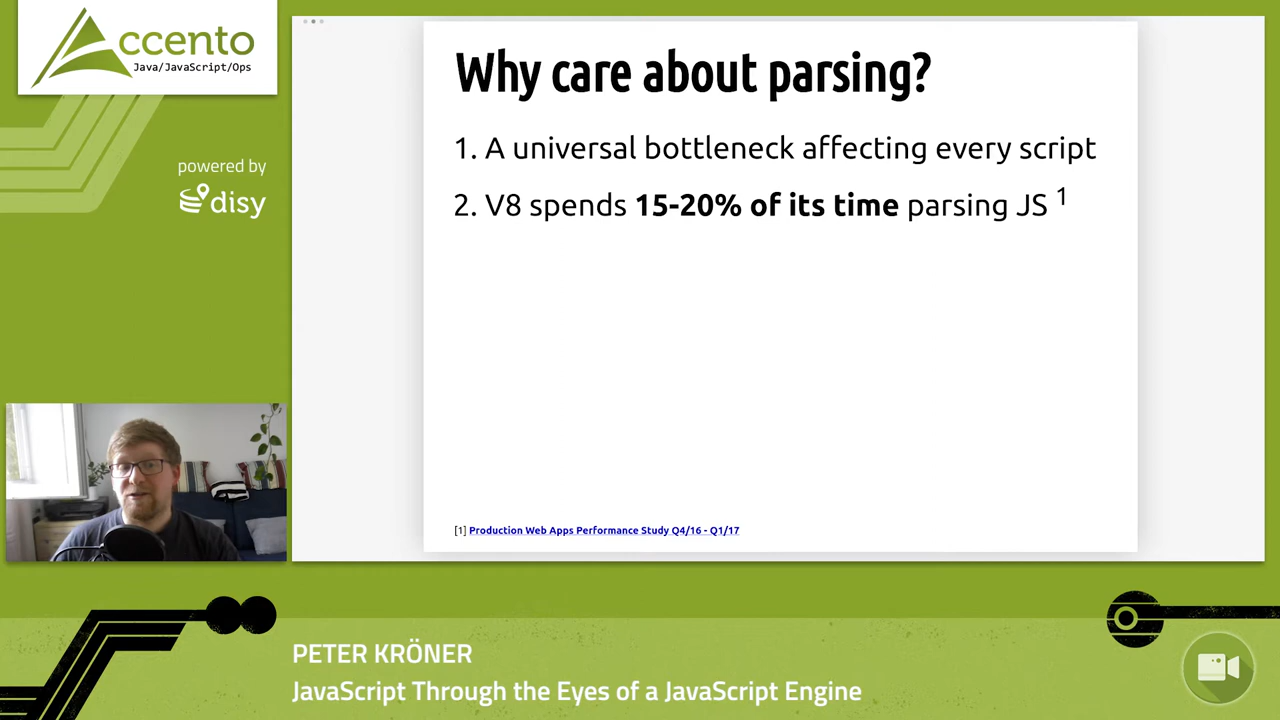 Accento
Java/JavaScript/Ops
powered by
disy
Why care about parsing?
1. A universal bottleneck affecting every script
2. V8 spends 15-20% of its time parsing JS 1
[1] Production Web Apps Performance Study Q4/16 - Q1/17
PETER KRÖNER
JavaScript Through the Eyes of a JavaScript Engine